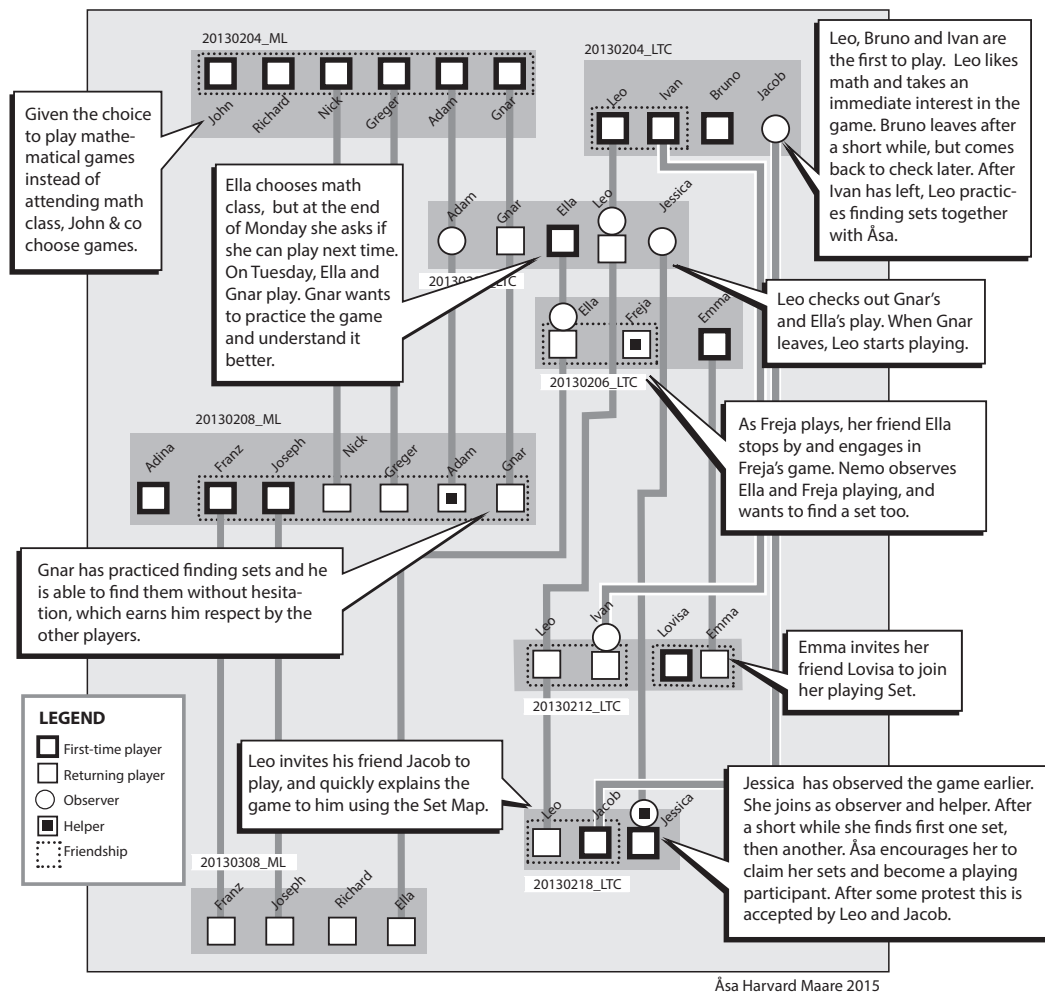 20130204_ML
John
Richard
Nick
Greger
Adam
Gnar
20130204_LTC
Leo
Ivan
Bruno
Jacob
Leo, Bruno and Ivan are
the first to play.  Leo likes
math and takes an
immediate interest in the
game. Bruno leaves after
a short while, but comes
back to check later. After
Ivan has left, Leo practic-
es finding sets together
with Åsa.
Given the choice
to play mathe-
matical games
instead of
attending math
class, John & co
choose games.
Ella chooses math
class,  but at the end
of Monday she asks if
she can play next time.
On Tuesday, Ella and
Gnar play. Gnar wants
to practice the game
and understand it
better.
Adam
Gnar
Ella
Leo
Jessica
Leo checks out Gnar's
and Ella's play. When Gnar
leaves, Leo starts playing.
Ella
Freja
Emma
20130206_LTC
As Freja plays, her friend Ella
stops by and engages in
Freja's game. Nemo observes
Ella and Freja playing, and
wants to find a set too.
20130208_ML
Adina
Franz
Joseph
Nick
Greger
Adam
Gnar
Gnar has practiced finding sets and he
is able to find them without hesita-
tion, which earns him respect by the
other players.
Leo
Ivan
Lovisa
Emma
20130212_LTC
Emma invites her
friend Lovisa to join
her playing Set.
LEGEND
First-time player
Returning player
Observer
Helper
Friendship
Leo invites his friend Jacob to
play, and quickly explains the
game to him using the Set Map.
Leo
Jacob
Jessica
20130218_LTC
Jessica  has observed the game earlier.
She joins as observer and helper. After
a short while she finds first one set,
then another. Åsa encourages her to
claim her sets and become a playing
participant. After some protest this is
accepted by Leo and Jacob.
20130308_ML
Franz
Joseph
Richard
Ella
Åsa Harvard Maare 2015